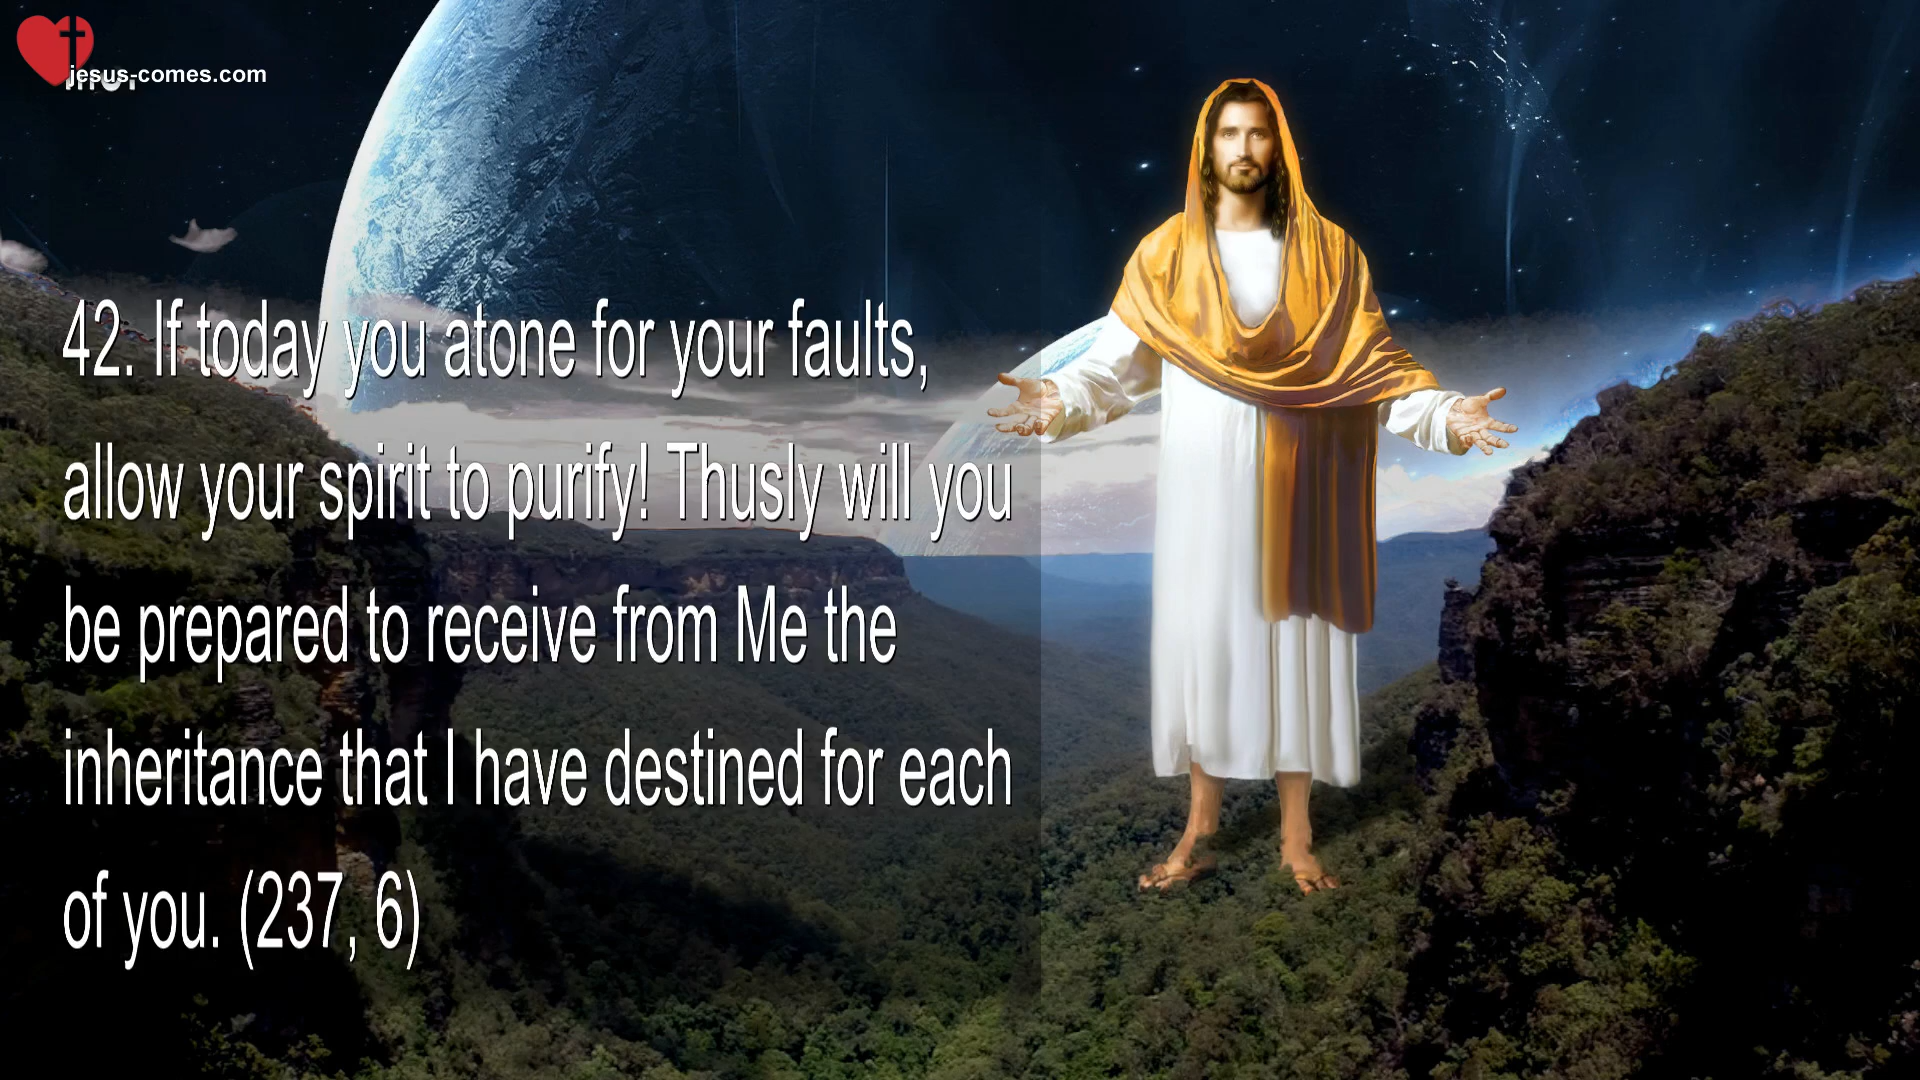 jesus-comes.com
42. If today you atone for your faults,
allow your spirit to purify! Thusly will you
be prepared to receive from Me the
inheritance that I have destined for each
of you. (237, 6)